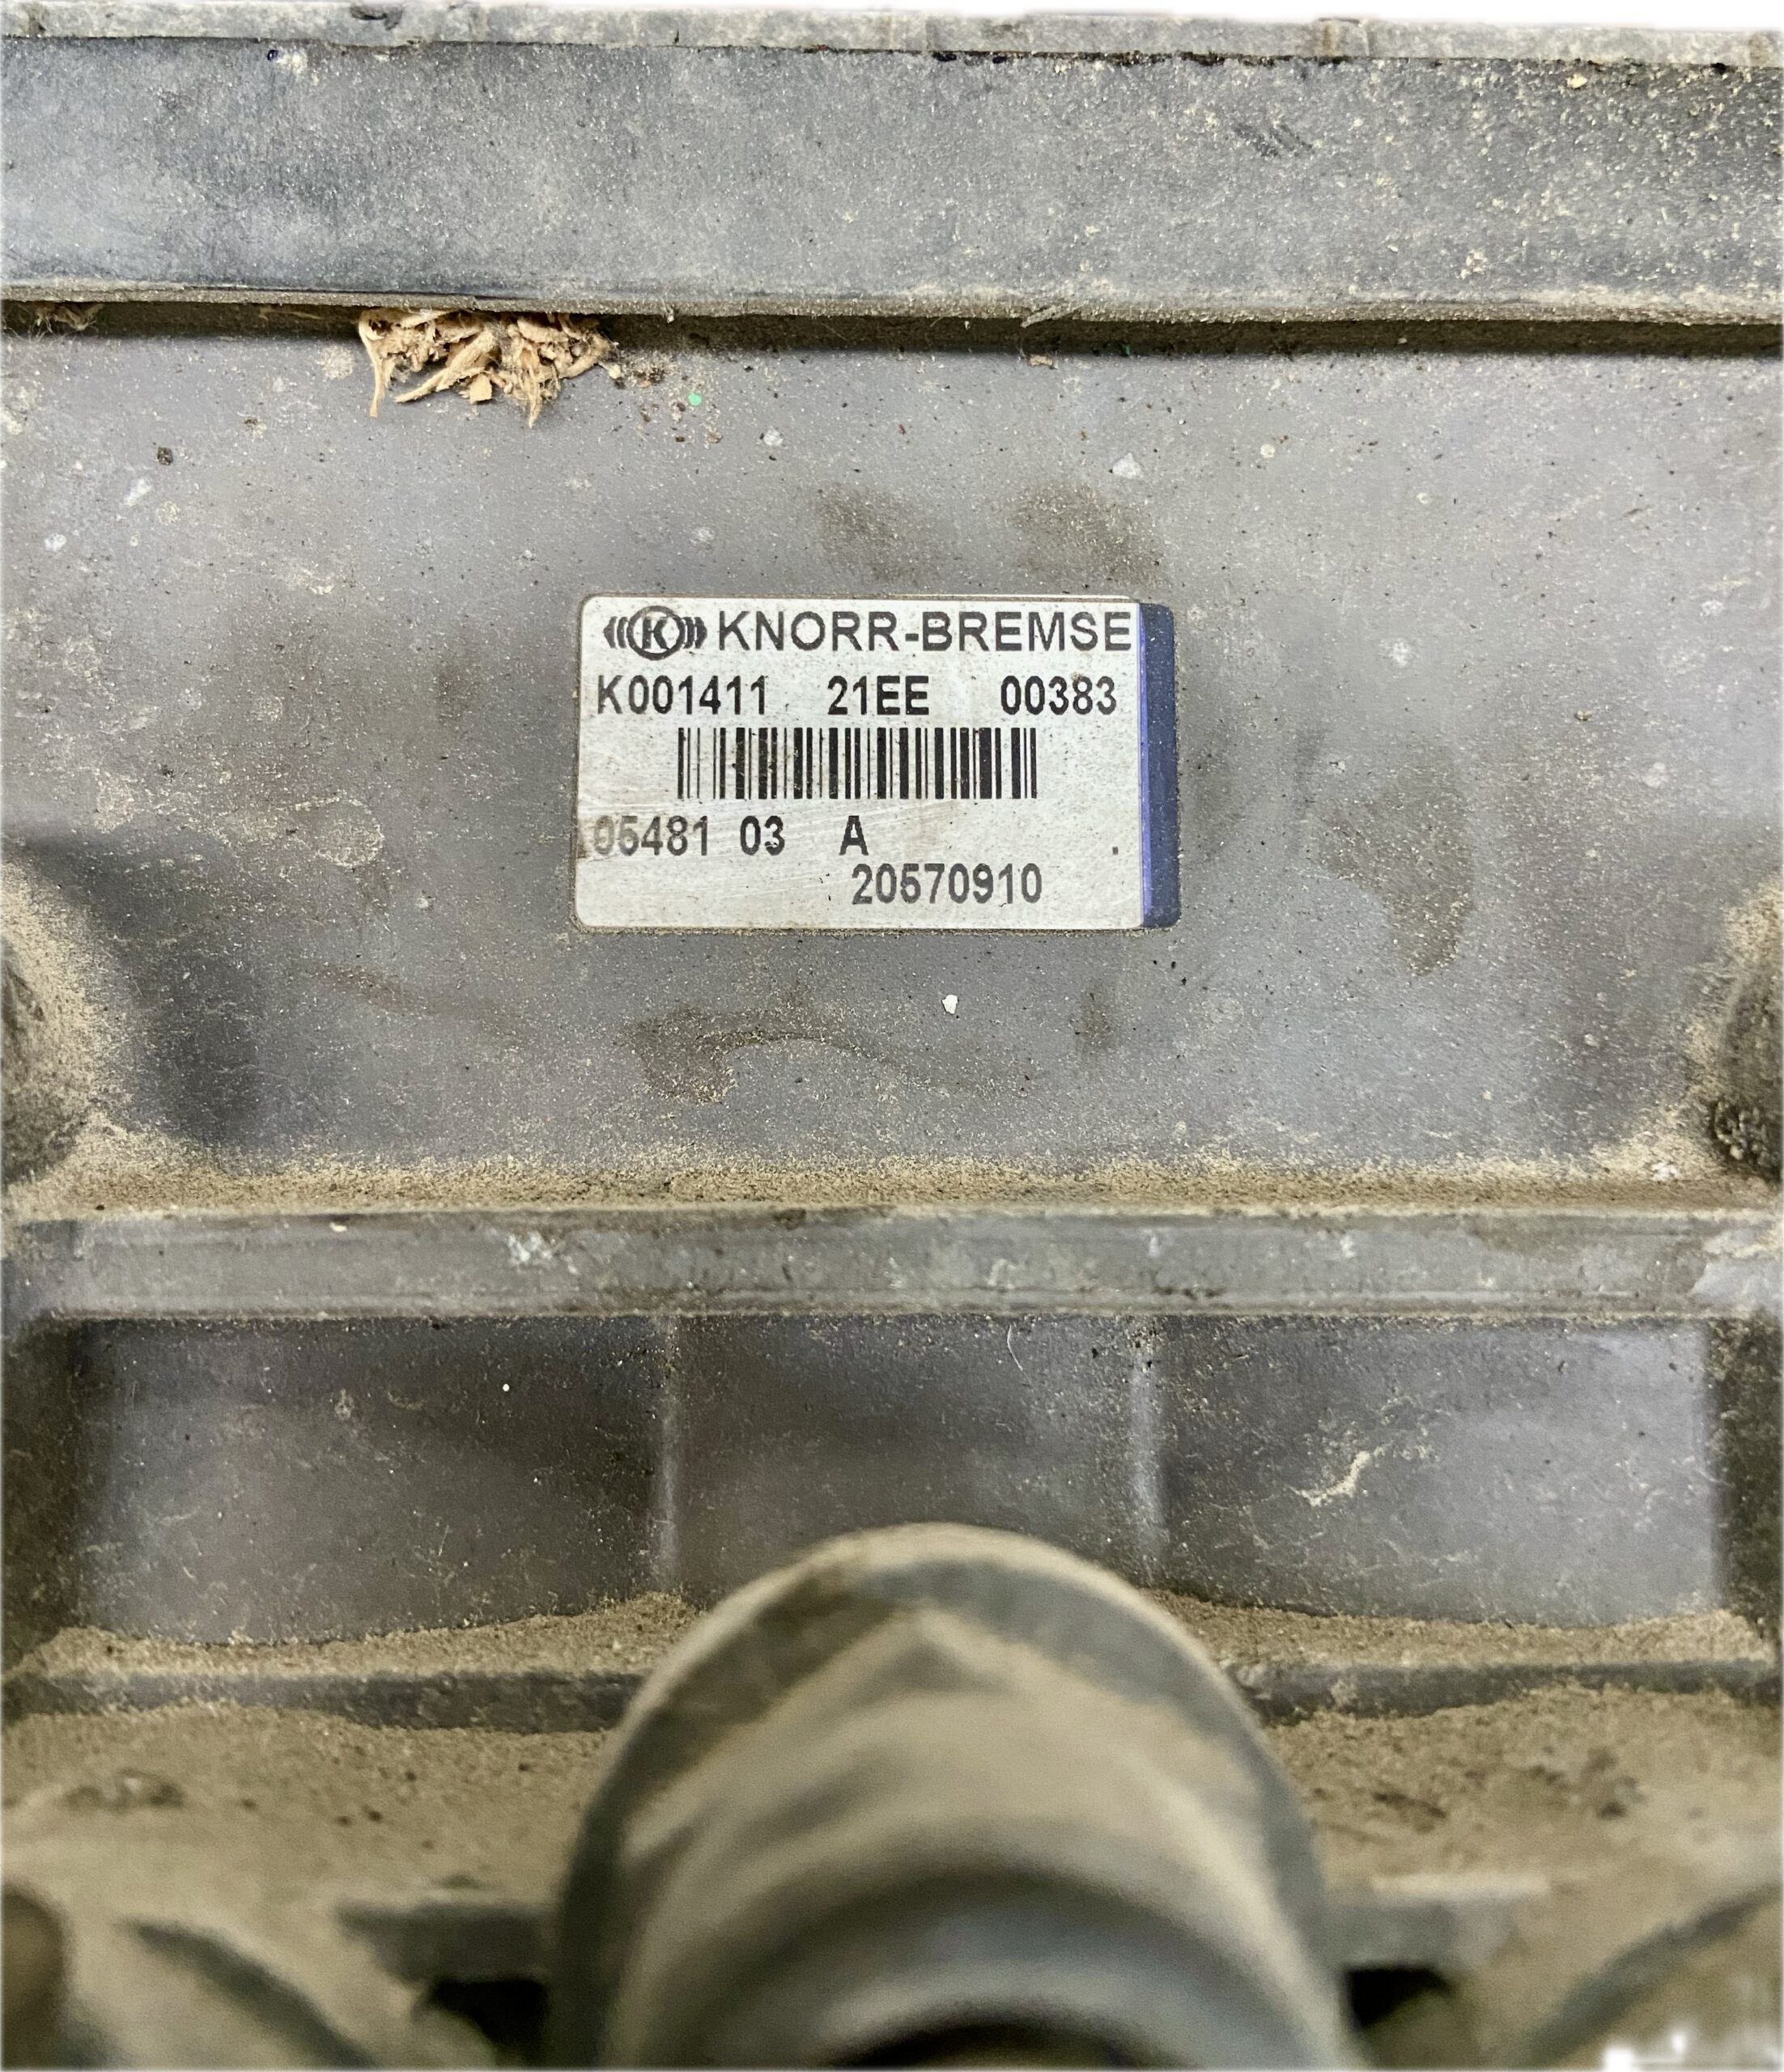 K KNORR-BREMSE
K001411 21EE 00383
05481 03 A
20570910